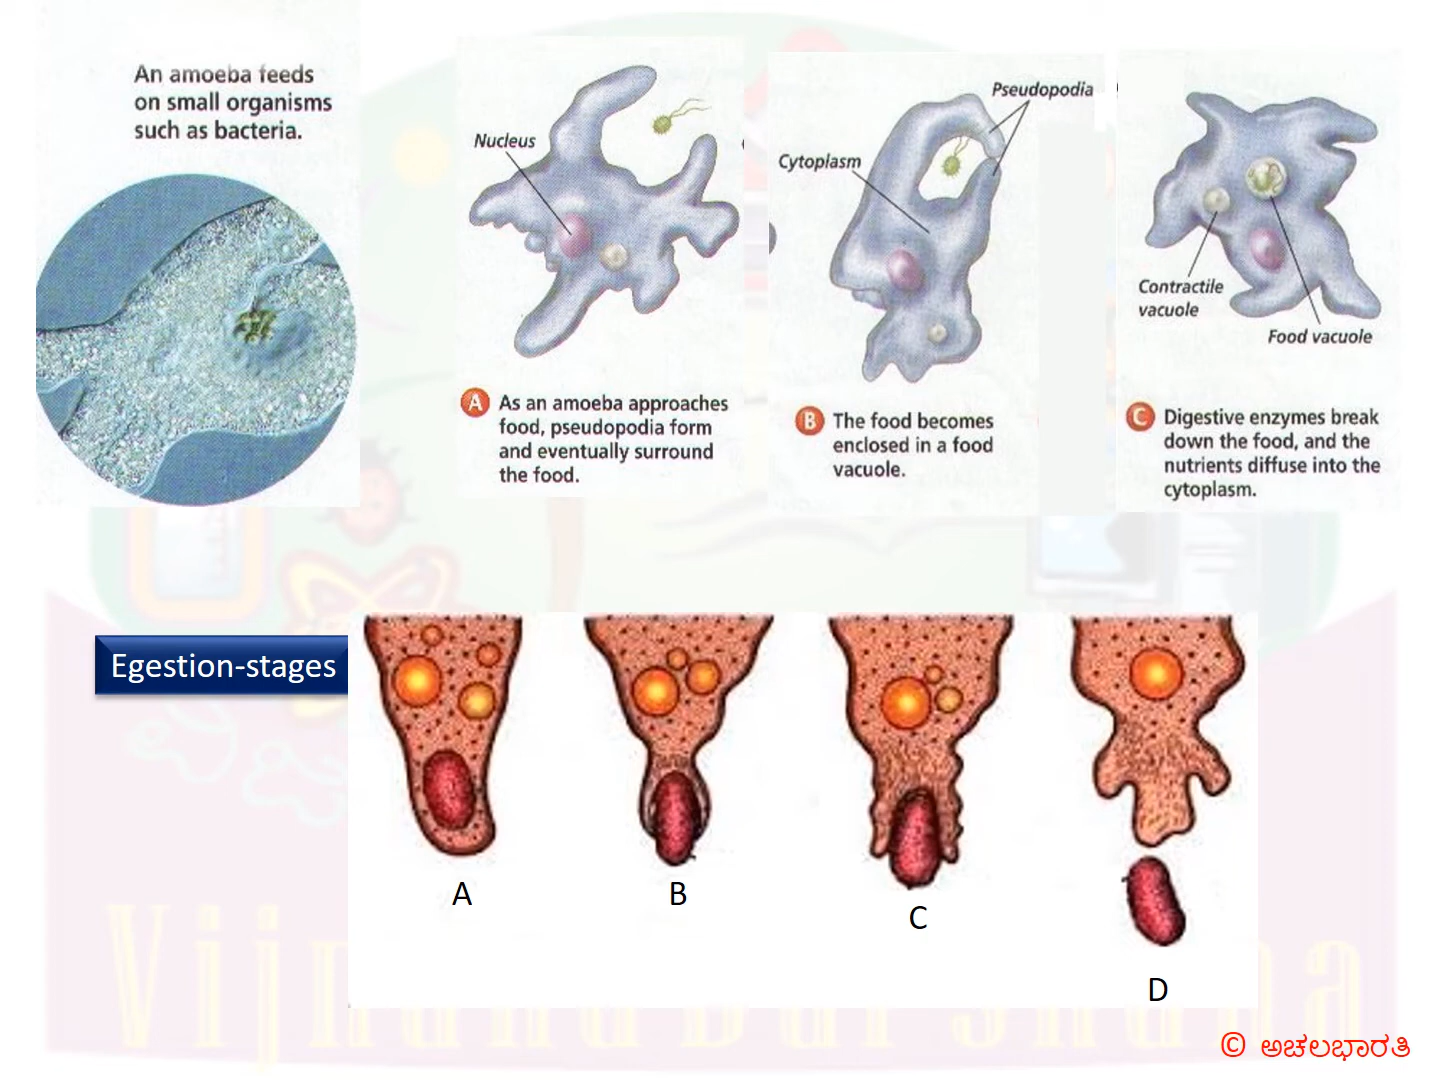 An amoeba feeds
on small organisms
such as bacteria.
Nucleus
A As an amoeba approaches
food, pseudopodia form
and eventually surround
the food.
Pseudopodia
Cytoplasm
B The food becomes
enclosed in a food
vacuole.
Contractile
vacuole
Food vacuole
C Digestive enzymes break
down the food, and the
nutrients diffuse into the
cytoplasm.
Egestion-stages
A
B
C
D
© ಅಚಲಭಾರತಿ